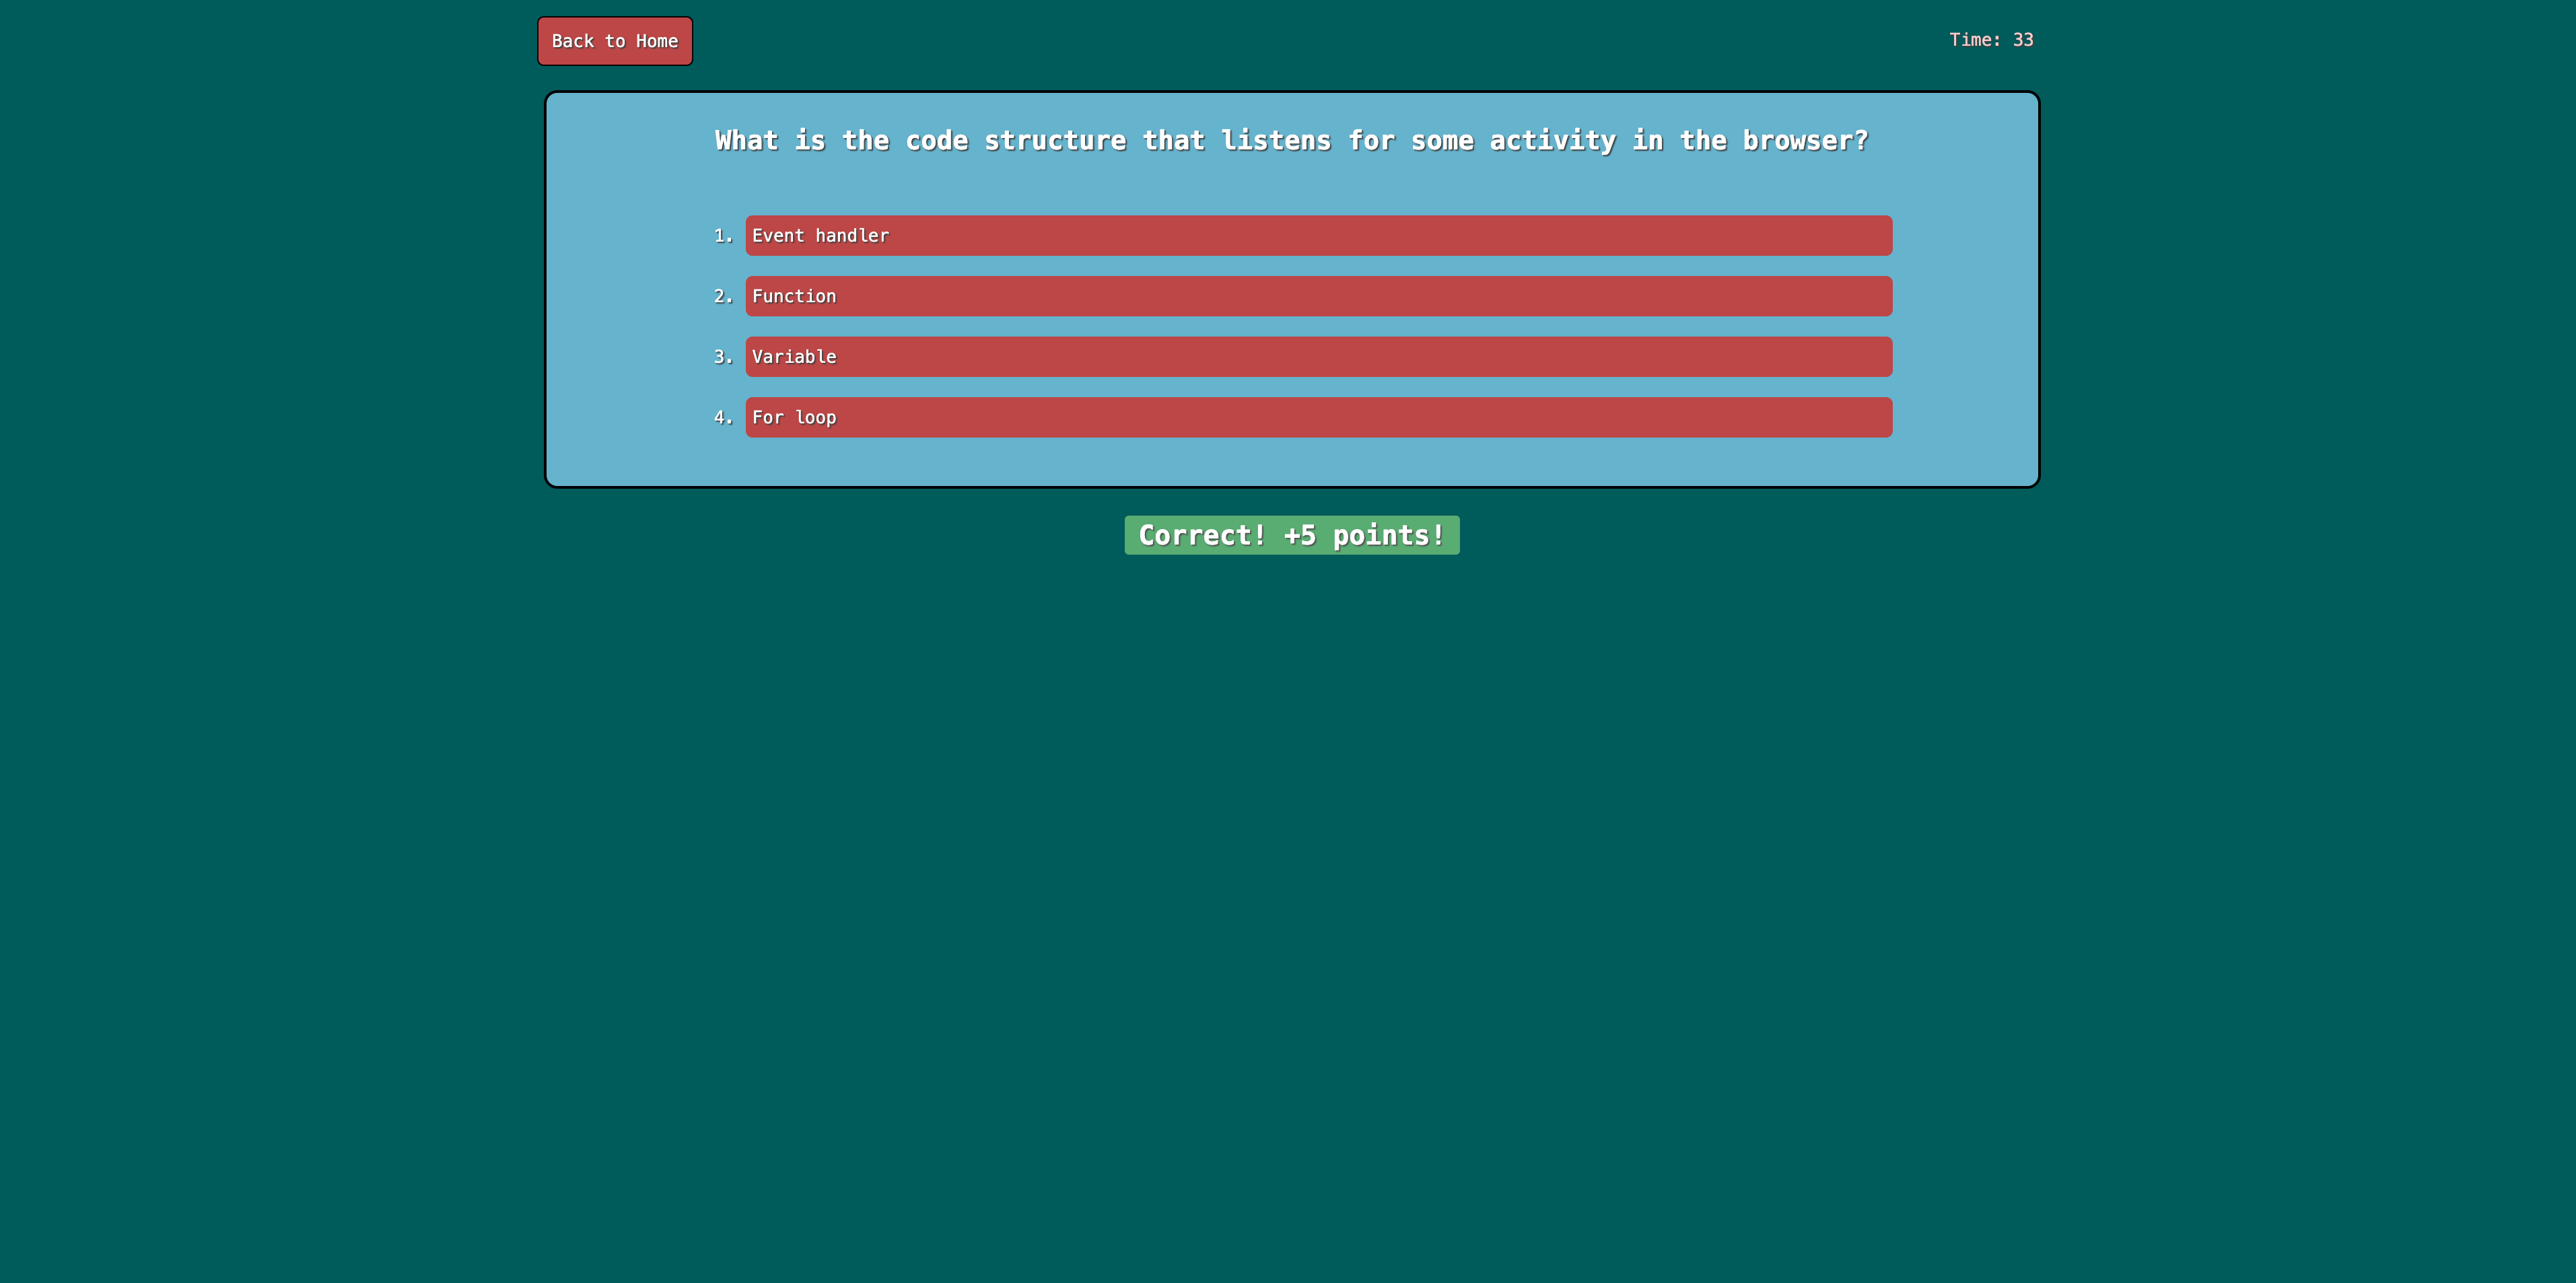 Back to Home
Time: 33
What is the code structure that listens for some activity in the browser?
1. Event handler
2. Function
3. Variable
4. For loop
Correct! +5 points!